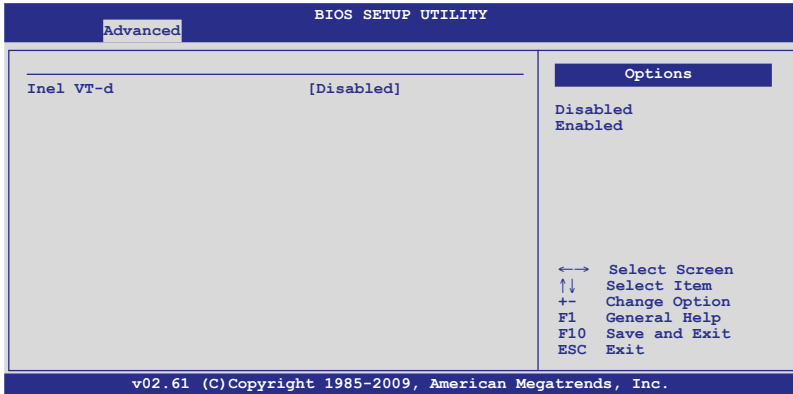 BIOS SETUP UTILITY
Advanced
Inel VT-d [Disabled]
Options
Disabled
Enabled
←→ Select Screen
↑↓ Select Item
+- Change Option
F1 General Help
F10 Save and Exit
ESC Exit
v02.61 (C)Copyright 1985-2009, American Megatrends, Inc.